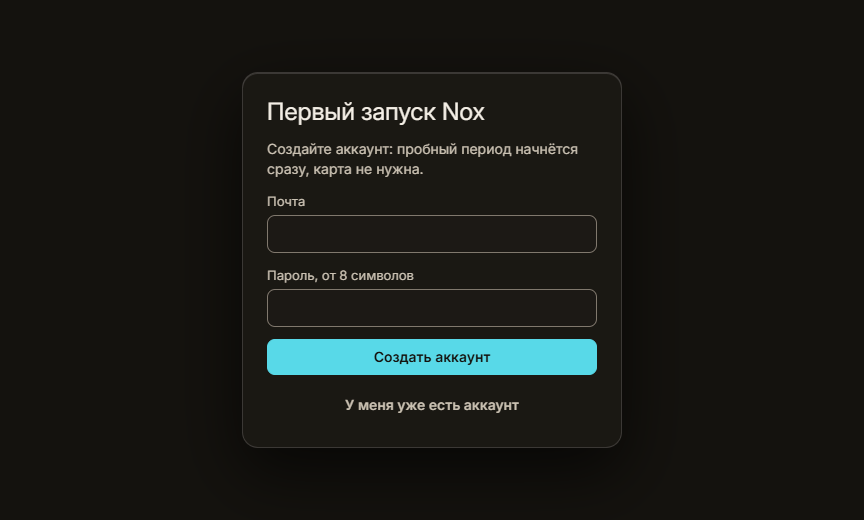 Первый запуск Nox
Создайте аккаунт: пробный период начнётся
сразу, карта не нужна.
Почта
Пароль, от 8 символов
Создать аккаунт
У меня уже есть аккаунт